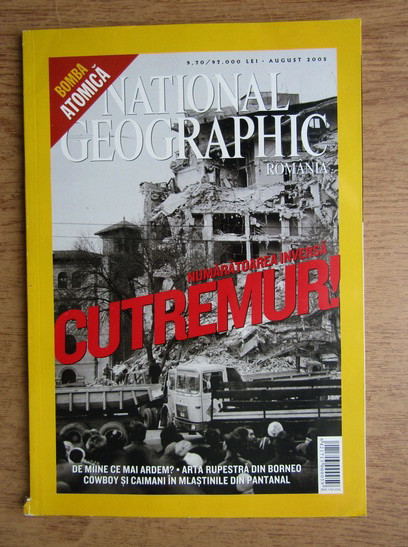 9,70/97.000 LEI • AUGUST 2005
BOMBA
ATOMICĂ
NATIONAL
GEOGRAPHIC
ROMÂNIA
NUMĂRĂTOAREA INVERSĂ
CUTREMUR!
DE MÎINE CE MAI ARDEM? • ARTA RUPESTRĂ DIN BORNEO
COWBOY ȘI CAIMANI ÎN MLAȘTINILE DIN PANTANAL